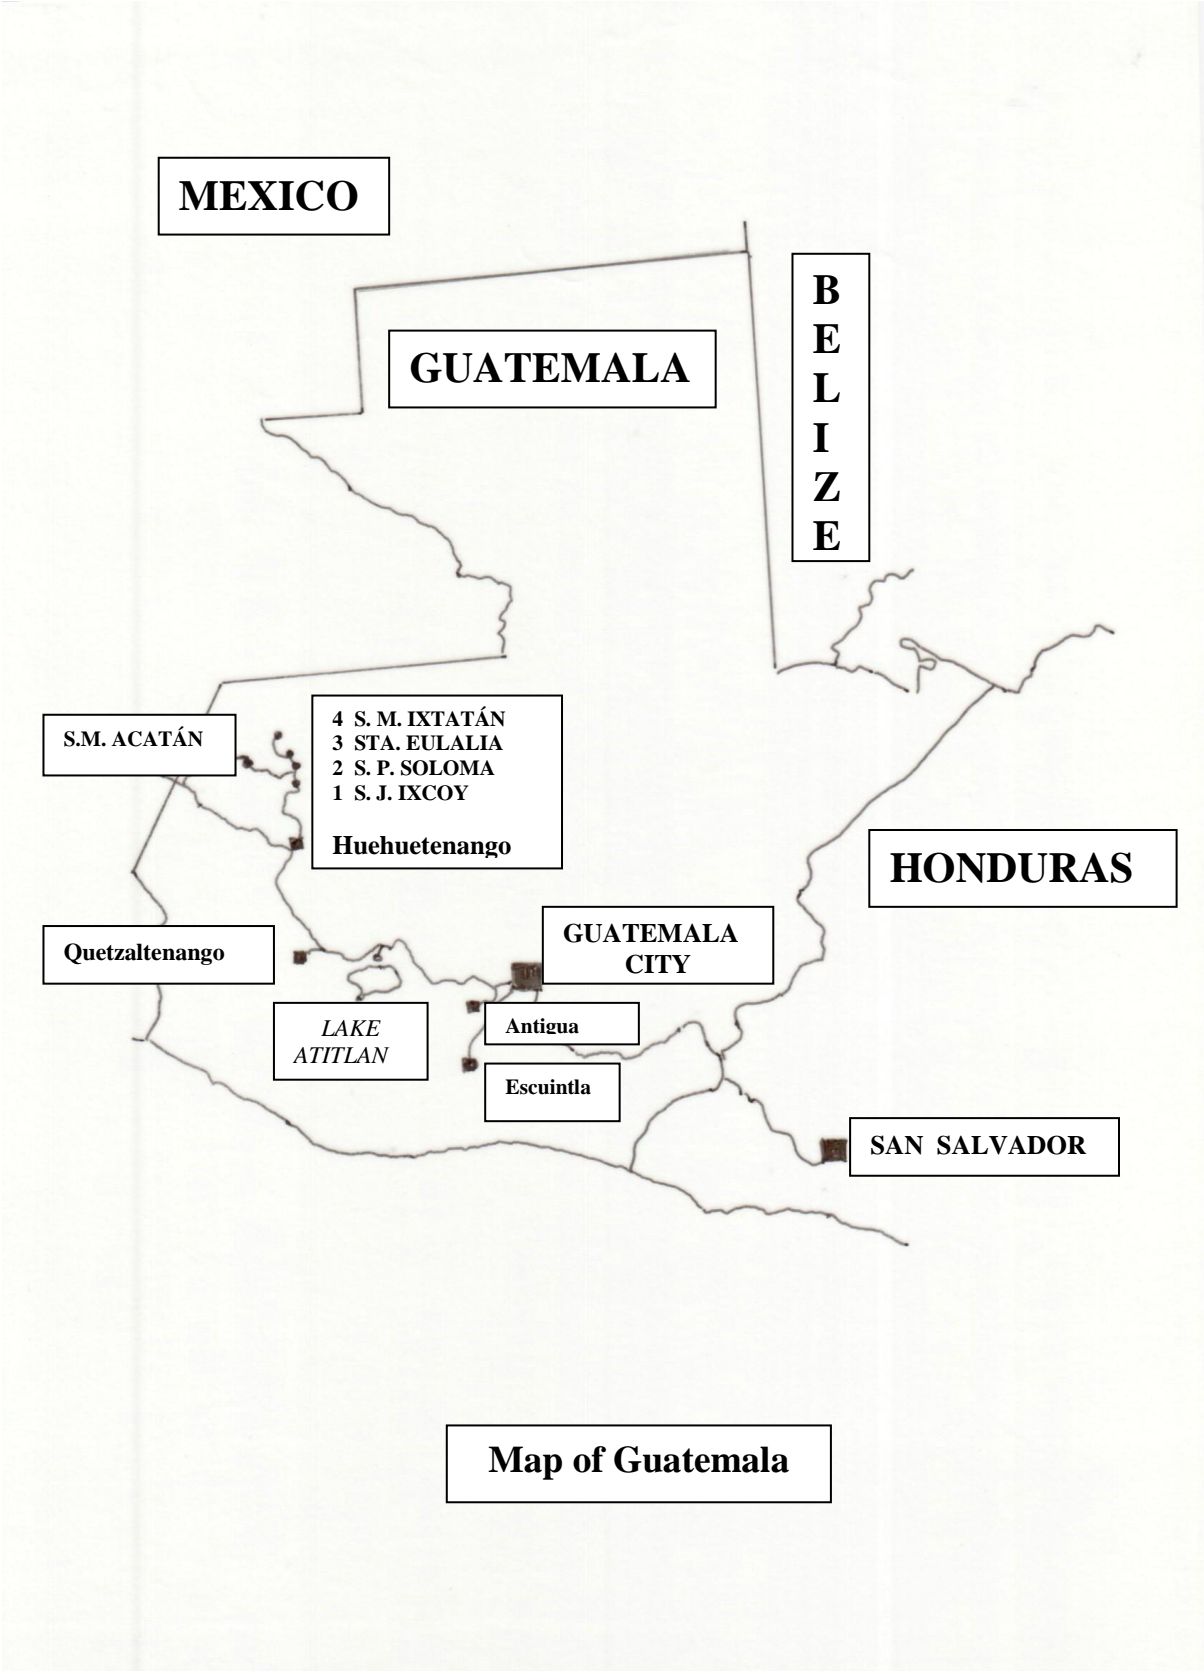 MEXICO
B
E
L
I
Z
E
GUATEMALA
S.M. ACATÁN
4 S. M. IXTATÁN
3 STA. EULALIA
2 S. P. SOLOMA
1 S. J. IXCOY
Huehuetenango
HONDURAS
Quetzaltenango
GUATEMALA
CITY
LAKE
ATITLAN
Antigua
Escuintla
SAN SALVADOR
Map of Guatemala